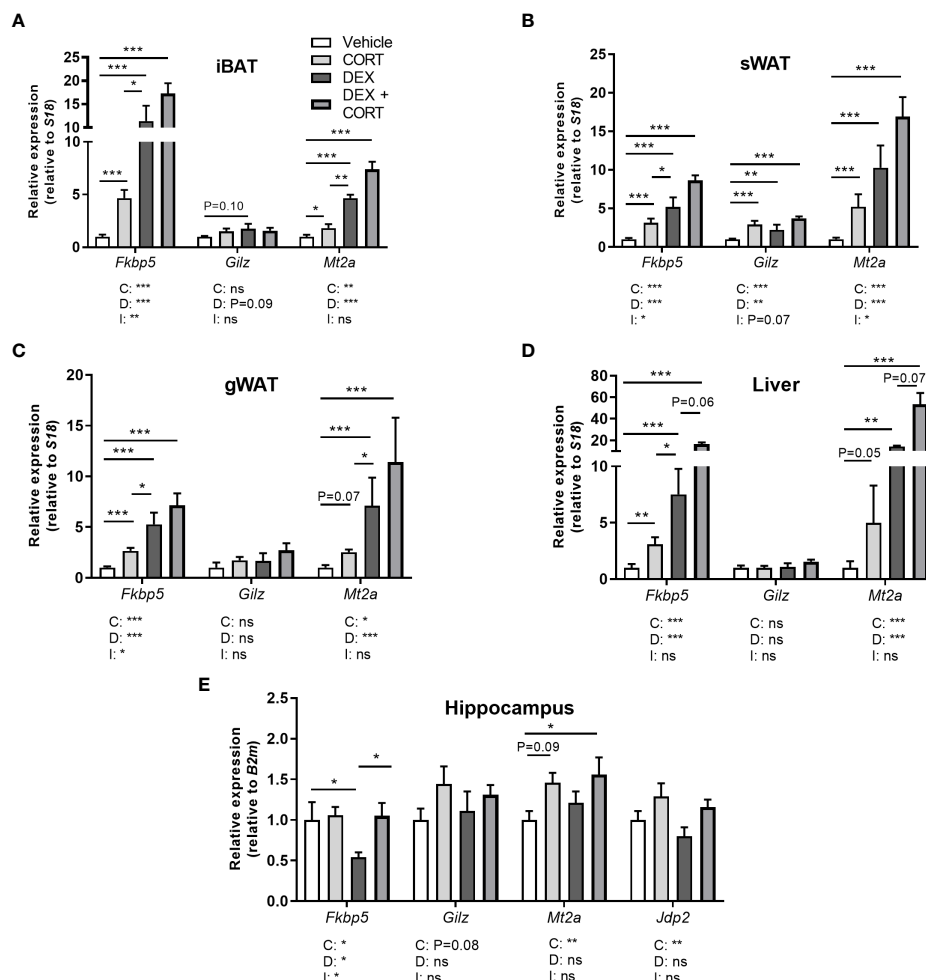 A
iBAT
Vehicle
CORT
DEX
DEX +
CORT
Relative expression
(relative to S18)
25
20
15
10
10
5
0
***
***
*
***
***
P=0.10
***
***
**
*
Fkbp5 Gilz Mt2a
C: *** C: ns C: **
D: *** D: P=0.09 D: ***
I: ** I: ns I: ns
B
sWAT
Relative expression
(relative to S18)
25
20
15
10
5
0
***
***
*
***
***
**
***
***
***
***
Fkbp5 Gilz Mt2a
C: *** C: *** C: ***
D: *** D: ** D: ***
I: * I: P=0.07 I: *
C
gWAT
Relative expression
(relative to S18)
20
15
10
5
0
***
***
*
***
***
***
*
P=0.07
Fkbp5 Gilz Mt2a
C: *** C: ns C: *
D: *** D: ns D: ***
I: * I: ns I: ns
D
Liver
Relative expression
(relative to S18)
80
60
40
20
10
5
0
***
P=0.06
***
*
**
***
P=0.07
**
P=0.05
Fkbp5 Gilz Mt2a
C: *** C: ns C: ***
D: *** D: ns D: ***
I: ns I: ns I: ns
E
Hippocampus
Relative expression
(relative to B2m)
2.5
2.0
1.5
1.0
0.5
0.0
*
*
*
P=0.09
Fkbp5 Gilz Mt2a Jdp2
C: * C: P=0.08 C: ** C: **
D: * D: ns D: ns D: ns
I: * I: ns I: ns I: ns